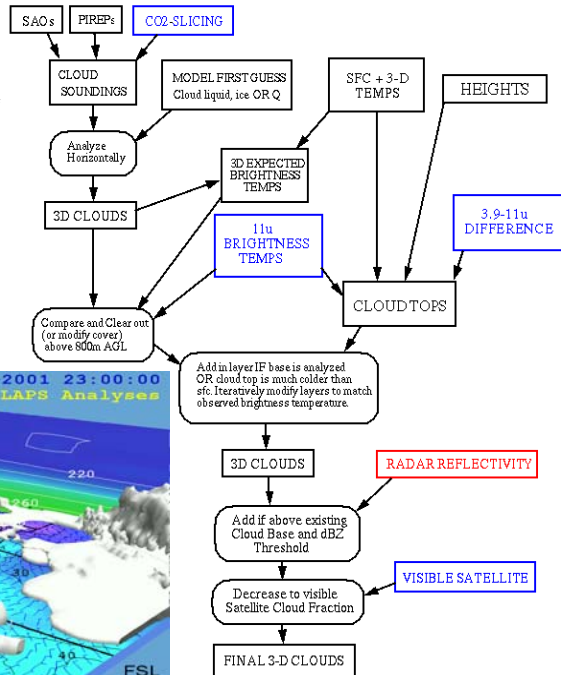 SAOs
PIREPs
CO2-SLICING
CLOUD
SOUNDINGS
MODEL FIRST GUESS
Cloud liquid, ice OR Q
SFC + 3-D
TEMPS
HEIGHTS
Analyze
Horizontally
3D EXPECTED
BRIGHTNESS
TEMPS
3D CLOUDS
11u
BRIGHTNESS
TEMPS
3.9-11u
DIFFERENCE
CLOUD TOPS
Compare and Clear out
(or modify cover)
above 800m AGL
Add in layer IF base is analyzed
OR cloud top is much colder than
sfc. Iteratively modify layers to match
observed brightness temperature.
2001 23:00:00
LAPS Analyses
220
260
30
40
FSL
3D CLOUDS
RADAR REFLECTIVITY
Add if above existing
Cloud Base and dBZ
Threshold
VISIBLE SATELLITE
Decrease to visible
Satellite Cloud Fraction
FINAL 3-D CLOUDS